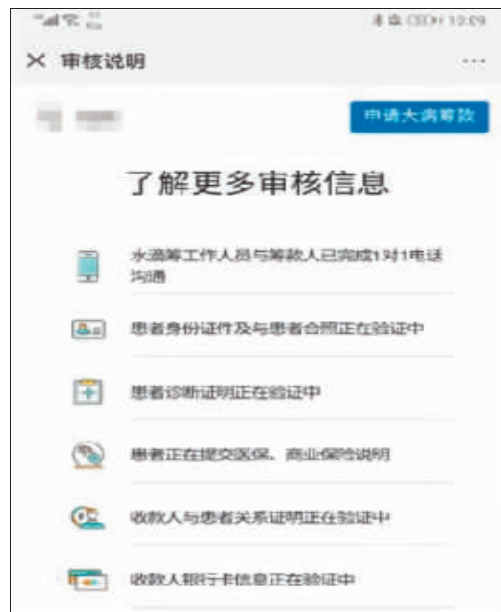 审核说明
申请大病筹款
了解更多审核信息
水滴筹工作人员与筹款人已完成1对1电话
沟通
患者身份证件及与患者合照正在验证中
患者诊断证明正在验证中
患者正在提交医保、商业保险说明
收款人与患者关系证明正在验证中
收款人银行卡信息正在验证中